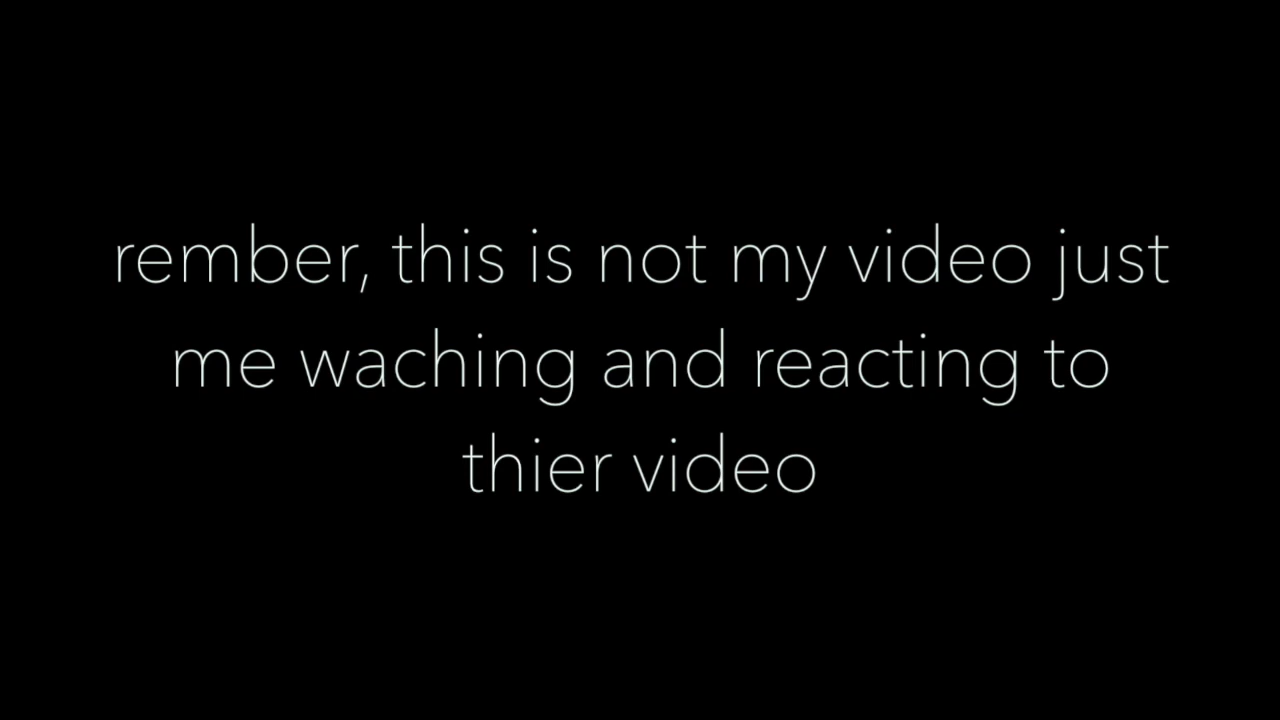 rember, this is not my video just
me waching and reacting to
thier video